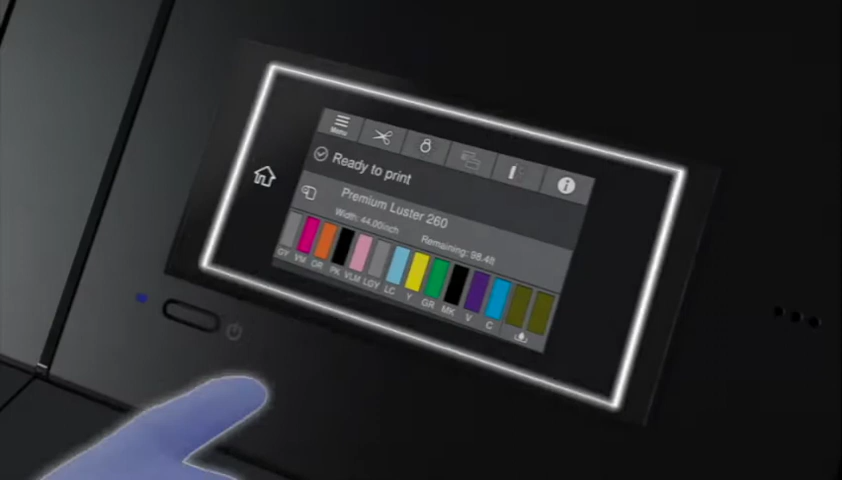 Menu
Ready to print
Premium Luster 260
Width: 44.00inch Remaining: 98.4ft
GY VM OR PK VLM LGY LC Y GR MK V C